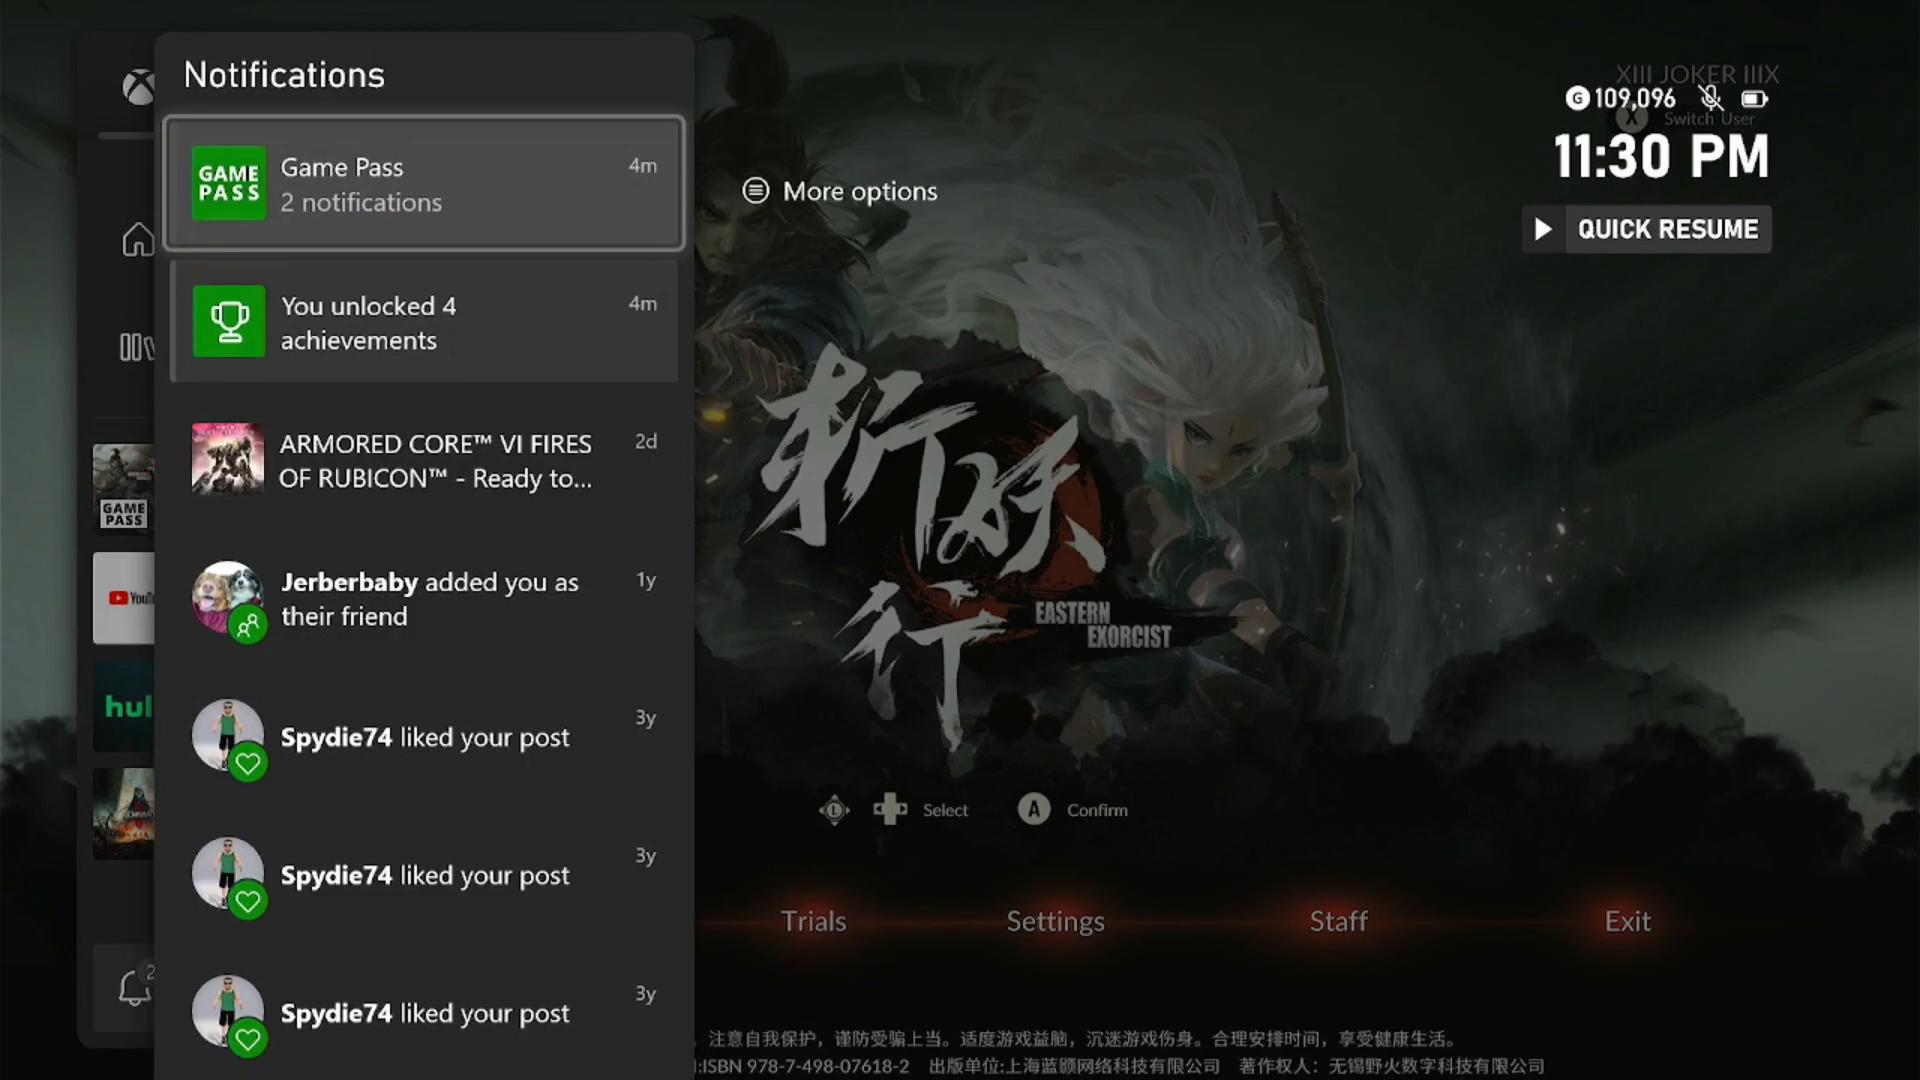 Notifications
GAME
PASS
Game Pass
4m
2 notifications
You unlocked 4
achievements
4m
ARMORED CORE™ VI FIRES
OF RUBICON™ - Ready to...
2d
Jerberbaby added you as
their friend
1y
Spydie74 liked your post
3y
Spydie74 liked your post
3y
Spydie74 liked your post
3y
GAME
PASS
hul
2
More options
XIII JOKER IIIX
G 109,096
X Switch User
11:30 PM
QUICK RESUME
斩妖
行
EASTERN
EXORCIST
L Select A Confirm
Trials Settings Staff Exit
注意自我保护，谨防受骗上当。适度游戏益脑，沉迷游戏伤身。合理安排时间，享受健康生活。
:ISBN 978-7-498-07618-2 出版单位:上海蓝颢网络科技有限公司 著作权人：无锡野火数字科技有限公司